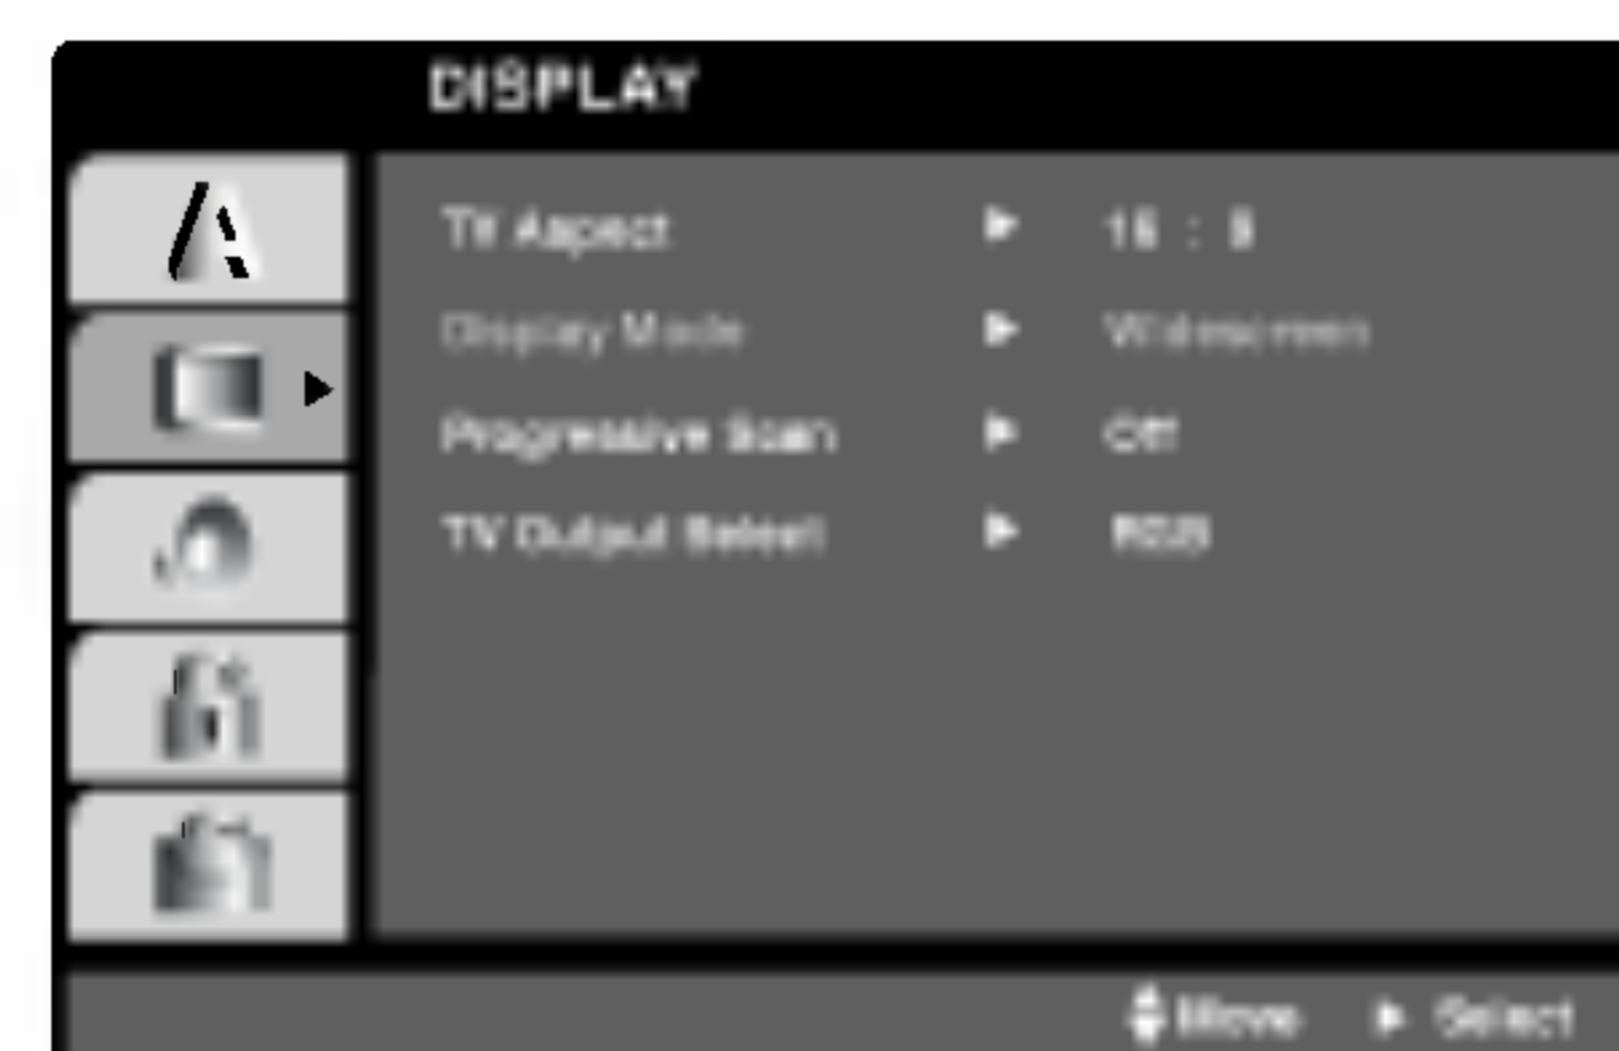 DISPLAY
TV Aspect ▶ 16 : 9
Display Mode ▶ Widescreen
Progressive Scan ▶ Off
TV Output Select ▶ RGB
Move ▶ Select